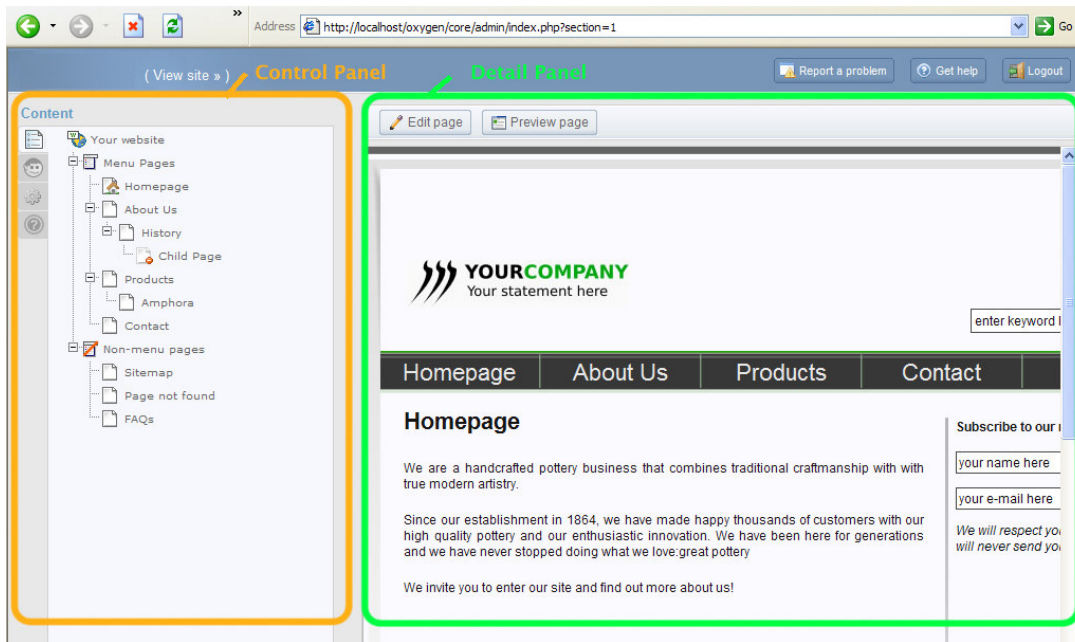 »
Address http://localhost/oxygen/core/admin/index.php?section=1 Go
( View site » ) Control Panel Detail Panel Report a problem Get help Logout
Content
Your website
Menu Pages
Homepage
About Us
History
Child Page
Products
Amphora
Contact
Non-menu pages
Sitemap
Page not found
FAQs
Edit page Preview page
YOURCOMPANY
Your statement here
enter keyword
Homepage About Us Products Contact
Homepage
We are a handcrafted pottery business that combines traditional craftmanship with with
true modern artistry.
Since our establishment in 1864, we have made happy thousands of customers with our
high quality pottery and our enthusiastic innovation. We have been here for generations
and we have never stopped doing what we love:great pottery
We invite you to enter our site and find out more about us!
Subscribe to our
your name here
your e-mail here
We will respect
will never send